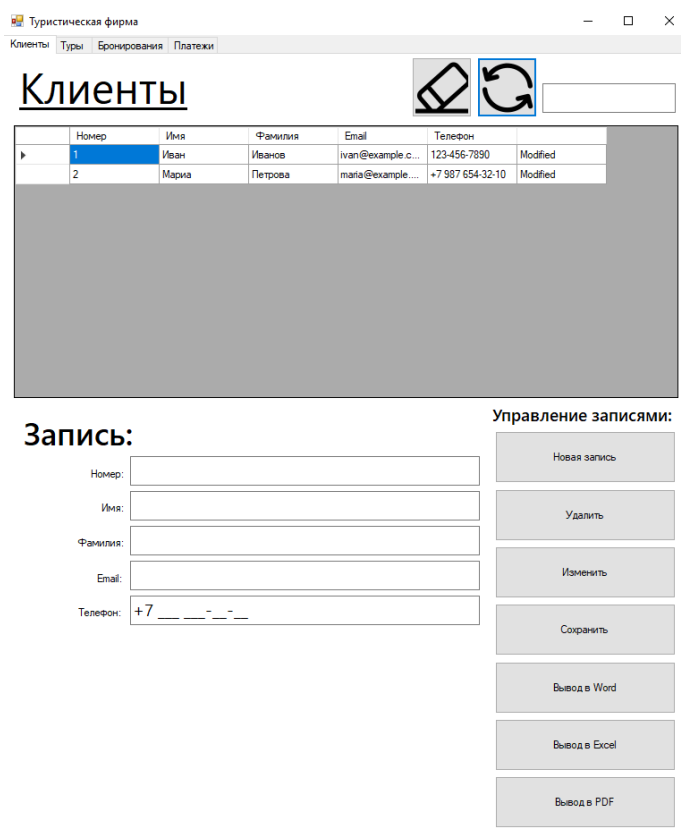 Туристическая фирма
Клиенты Туры Бронирования Платежи
Клиенты
Номер Имя Фамилия Email Телефон
1 Иван Иванов ivan@example.c... 123-456-7890 Modified
2 Мариа Петрова maria@example.... +7 987 654-32-10 Modified
Запись:
Номер:
Имя:
Фамилия:
Email:
Телефон: +7 ___ ___-__-__
Управление записями:
Новая запись
Удалить
Изменить
Сохранить
Вывод в Word
Вывод в Excel
Вывод в PDF